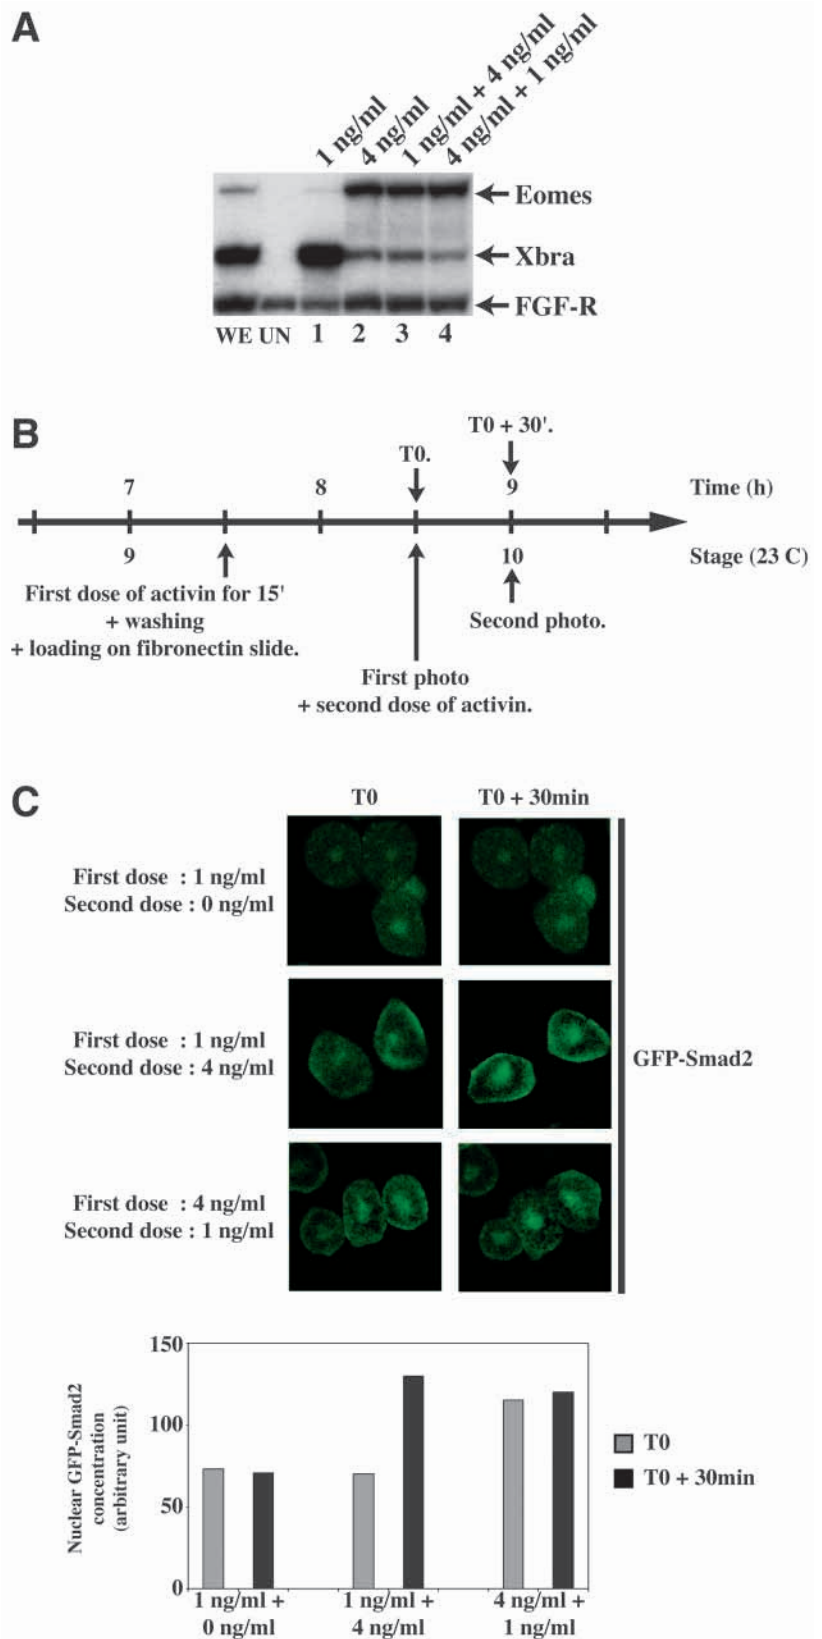 A
1 ng/ml
4 ng/ml
1 ng/ml + 4 ng/ml
4 ng/ml + 1 ng/ml
Eomes
Xbra
FGF-R
WE UN 1 2 3 4
B
T0 + 30'.
T0.
7 8 9 Time (h)
9 10 Stage (23 C)
First dose of activin for 15'
+ washing
+ loading on fibronectin slide.
Second photo.
First photo
+ second dose of activin.
C
T0 T0 + 30min
First dose : 1 ng/ml
Second dose : 0 ng/ml
First dose : 1 ng/ml
Second dose : 4 ng/ml
GFP-Smad2
First dose : 4 ng/ml
Second dose : 1 ng/ml
Nuclear GFP-Smad2
concentration
(arbitrary unit)
150
100
50
0
T0
T0 + 30min
1 ng/ml +
0 ng/ml
1 ng/ml +
4 ng/ml
4 ng/ml +
1 ng/ml